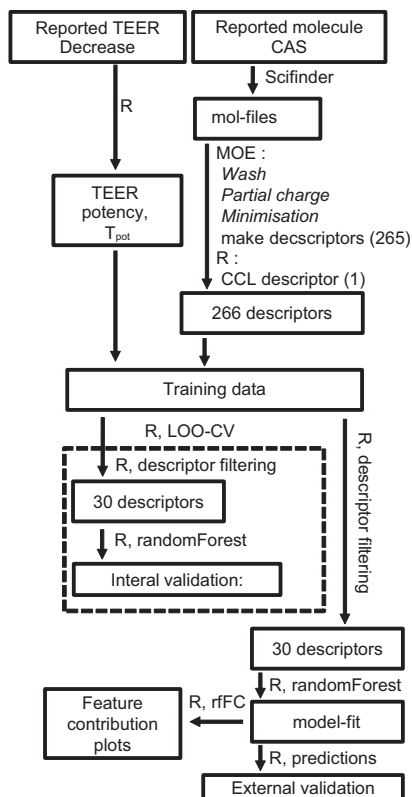 Reported TEER
Decrease
Reported molecule
CAS
Scifinder
R
mol-files
MOE :
Wash
Partial charge
Minimisation
make decscriptors (265)
R :
CCL descriptor (1)
TEER
potency,
Tpot
266 descriptors
Training data
R, LOO-CV
R, descriptor filtering
30 descriptors
R, randomForest
Interal validation:
R, descriptor filtering
30 descriptors
R, randomForest
Feature
contribution
plots
R, rfFC
model-fit
R, predictions
External validation